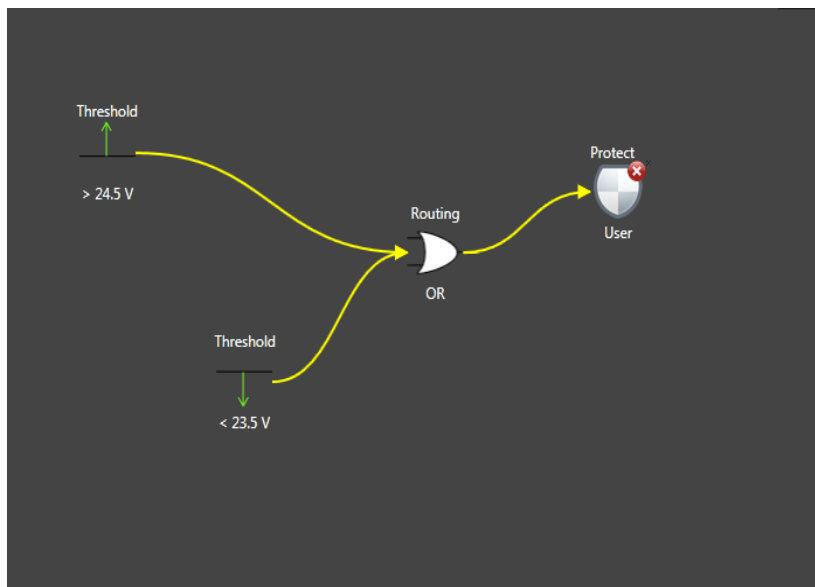 Threshold
> 24.5 V
Protect
User
Routing
OR
Threshold
< 23.5 V